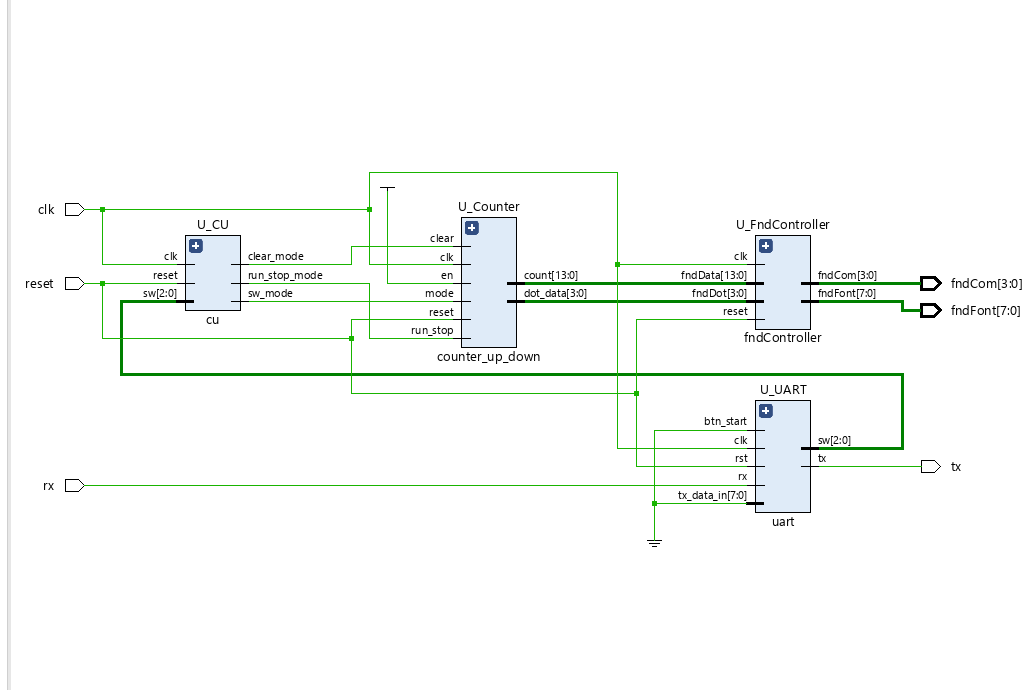 clk
reset
rx
U_CU
clk
reset
sw[2:0]
clear_mode
run_stop_mode
sw_mode
cu
U_Counter
clear
clk
en
mode
reset
run_stop
count[13:0]
dot_data[3:0]
counter_up_down
U_FndController
clk
fndData[13:0]
fndDot[3:0]
reset
fndCom[3:0]
fndFont[7:0]
fndController
fndCom[3:0]
fndFont[7:0]
U_UART
btn_start
clk
rst
rx
tx_data_in[7:0]
sw[2:0]
tx
uart
tx